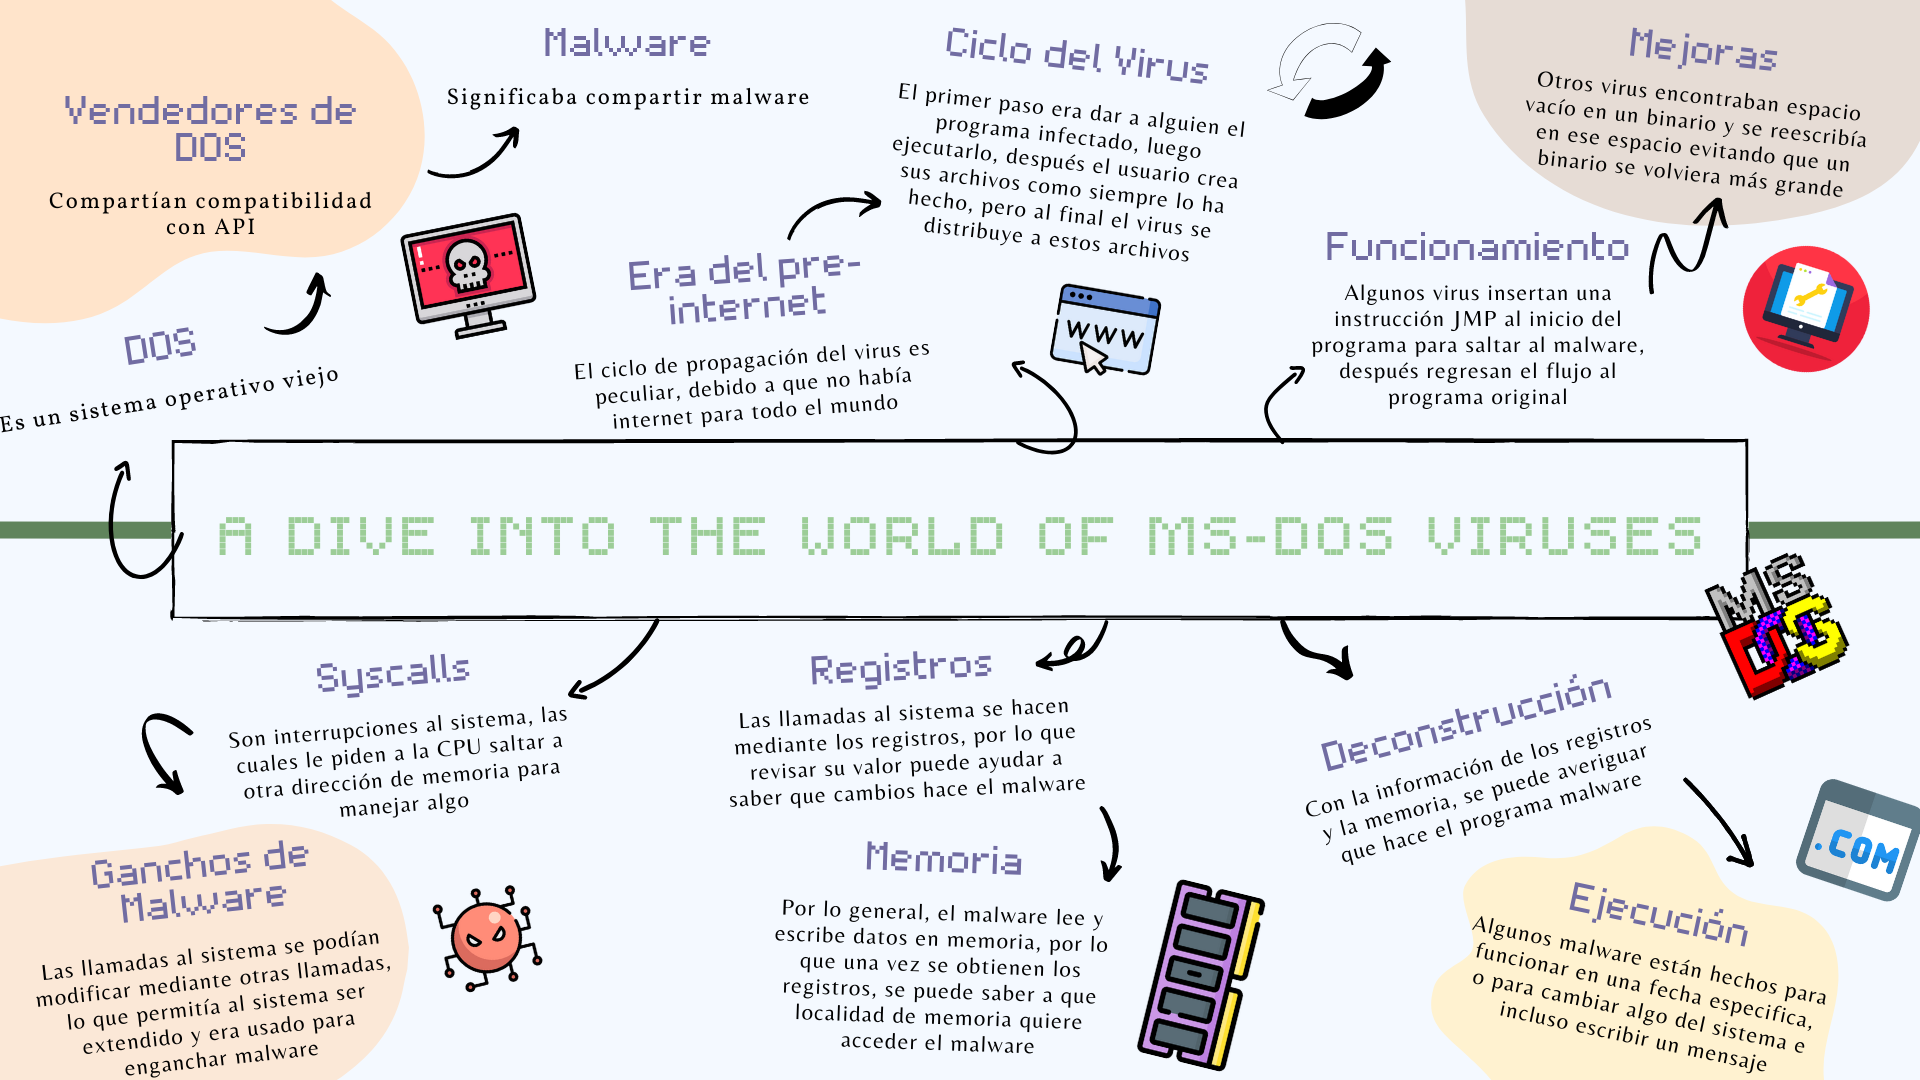 Vendedores de
DOS
Compartían compatibilidad
con API
Malware
Significaba compartir malware
Ciclo del Virus
El primer paso era dar a alguien el
programa infectado, luego
ejecutarlo, después el usuario crea
sus archivos como siempre lo ha
hecho, pero al final el virus se
distribuye a estos archivos
Mejoras
Otros virus encontraban espacio
vacío en un binario y se reescribía
en ese espacio evitando que un
binario se volviera más grande
DOS
Es un sistema operativo viejo
Era del pre-
internet
El ciclo de propagación del virus es
peculiar, debido a que no había
internet para todo el mundo
WWW
Funcionamiento
Algunos virus insertan una
instrucción JMP al inicio del
programa para saltar al malware,
después regresan el flujo al
programa original
A DIVE INTO THE WORLD OF MS-DOS VIRUSES
MS
DOS
Syscalls
Son interrupciones al sistema, las
cuales le piden a la CPU saltar a
otra dirección de memoria para
manejar algo
Registros
Las llamadas al sistema se hacen
mediante los registros, por lo que
revisar su valor puede ayudar a
saber que cambios hace el malware
Deconstrucción
Con la información de los registros
y la memoria, se puede averiguar
que hace el programa malware
.COM
Ganchos de
Malware
Las llamadas al sistema se podían
modificar mediante otras llamadas,
lo que permitía al sistema ser
extendido y era usado para
enganchar malware
Memoria
Por lo general, el malware lee y
escribe datos en memoria, por lo
que una vez se obtienen los
registros, se puede saber a que
localidad de memoria quiere
acceder el malware
Ejecución
Algunos malware están hechos para
funcionar en una fecha especifica,
o para cambiar algo del sistema e
incluso escribir un mensaje